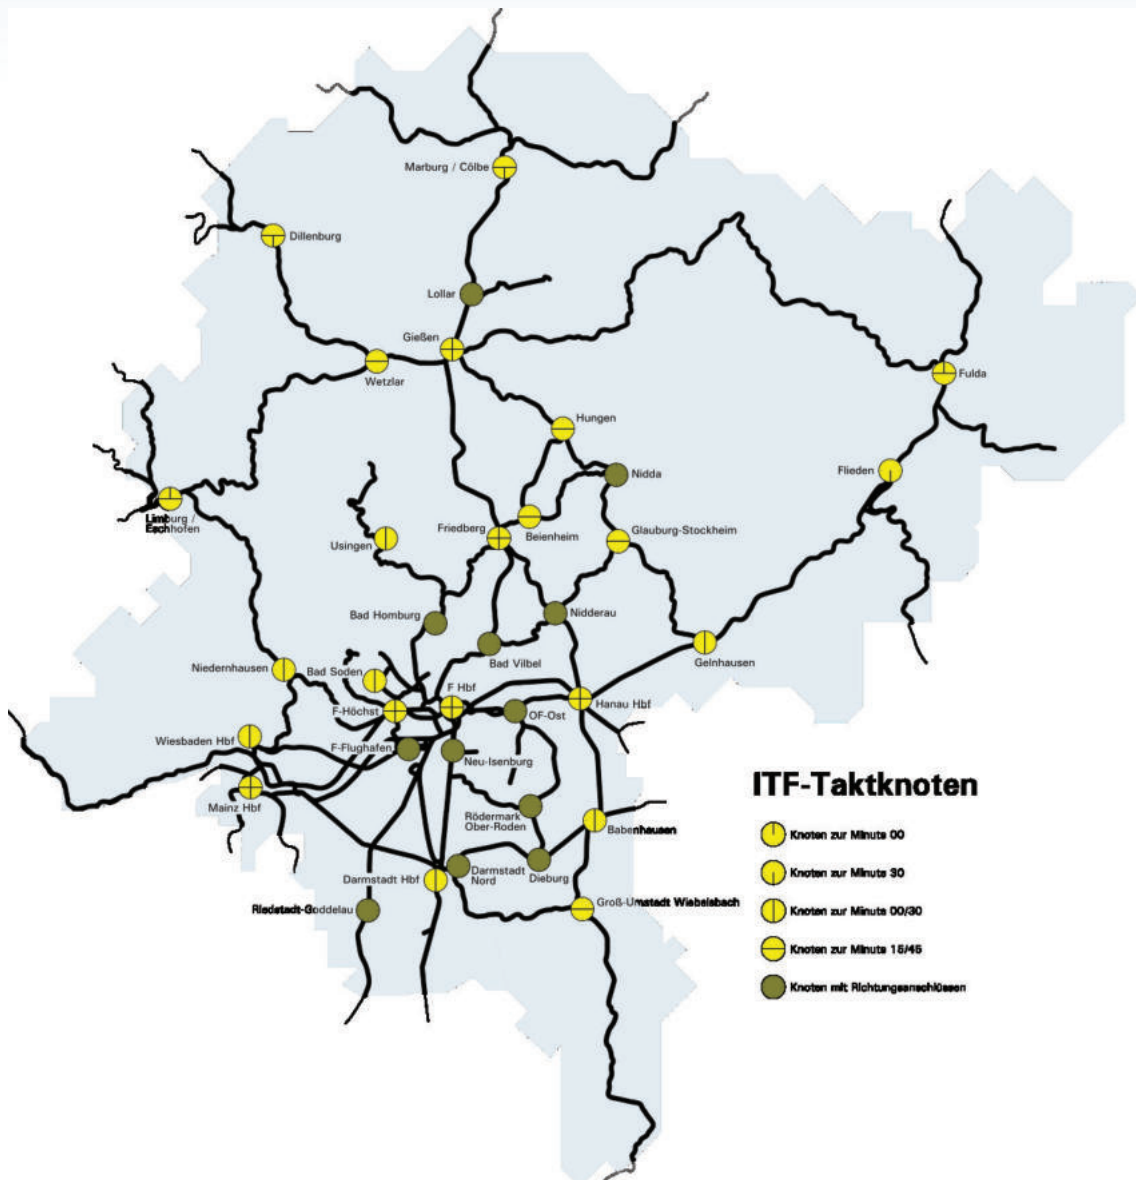 Marburg / Cölbe
Dillenburg
Lollar
Gießen
Wetzlar
Fulda
Hungen
Flieden
Nidda
Limburg /
Eschhofen
Friedberg
Beienheim
Glauburg-Stockheim
Usingen
Bad Homburg
Nidderau
Bad Vilbel
Gelnhausen
Niedernhausen
Bad Soden
F Hbf
F-Höchst
OF-Ost
Hanau Hbf
Wiesbaden Hbf
F-Flughafen
Neu-Isenburg
Mainz Hbf
Rödermark
Ober-Roden
Babenhausen
Darmstadt Hbf
Darmstadt
Nord
Dieburg
Riedstadt-Goddelau
Groß-Umstadt Wiebelsbach
ITF-Taktknoten
Knoten zur Minute 00
Knoten zur Minute 30
Knoten zur Minute 00/30
Knoten zur Minute 15/45
Knoten mit Richtungsanschlüssen